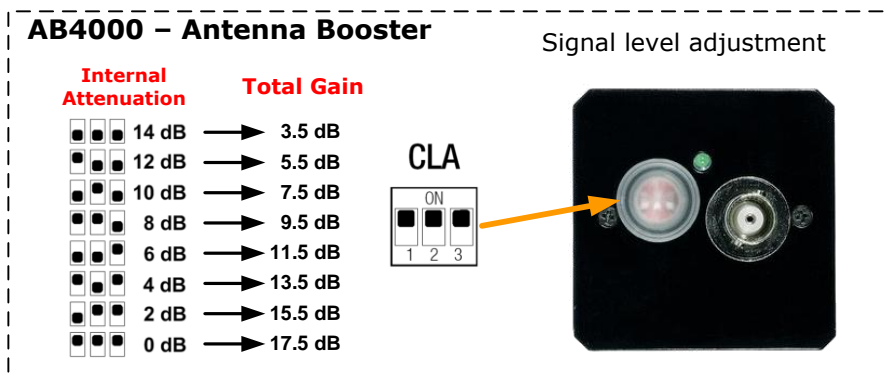 AB4000 – Antenna Booster
Signal level adjustment
Internal
Attenuation
Total Gain
14 dB 3.5 dB
12 dB 5.5 dB
10 dB 7.5 dB
8 dB 9.5 dB
6 dB 11.5 dB
4 dB 13.5 dB
2 dB 15.5 dB
0 dB 17.5 dB
CLA
ON
1 2 3